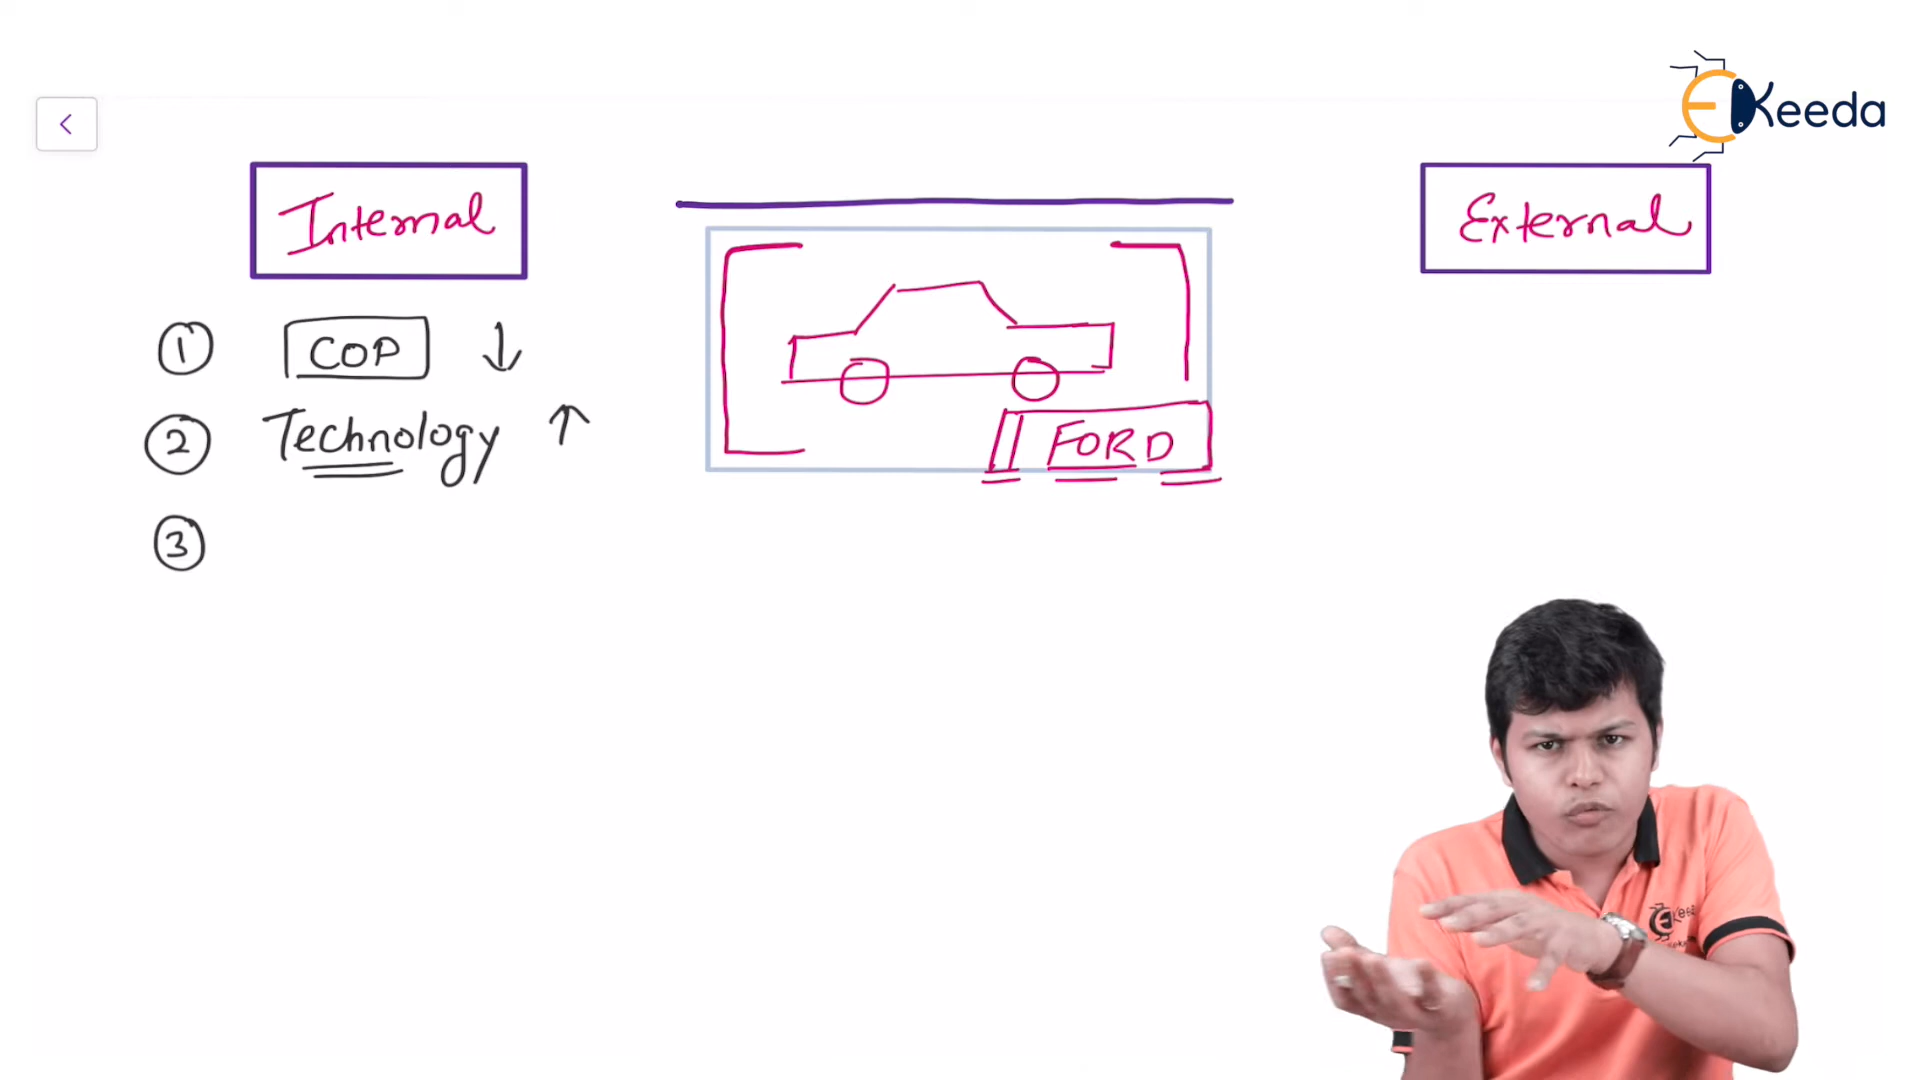 EKeeda
Internal
External
1 COP ↓
2 Technology ↑
FORD
3